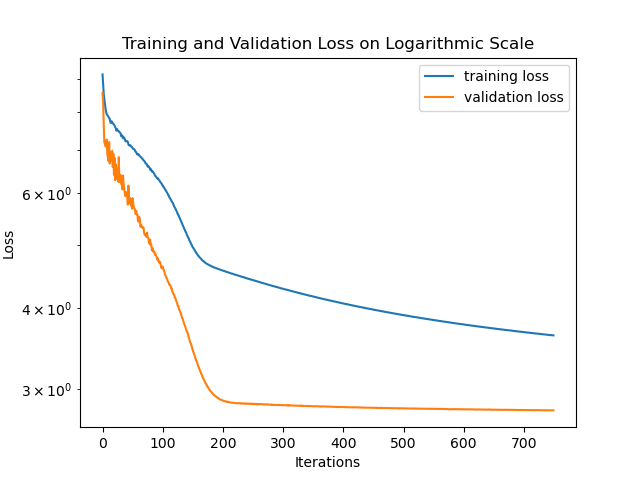 Training and Validation Loss on Logarithmic Scale
training loss
validation loss
6 × 10⁰
4 × 10⁰
3 × 10⁰
Loss
0 100 200 300 400 500 600 700
Iterations